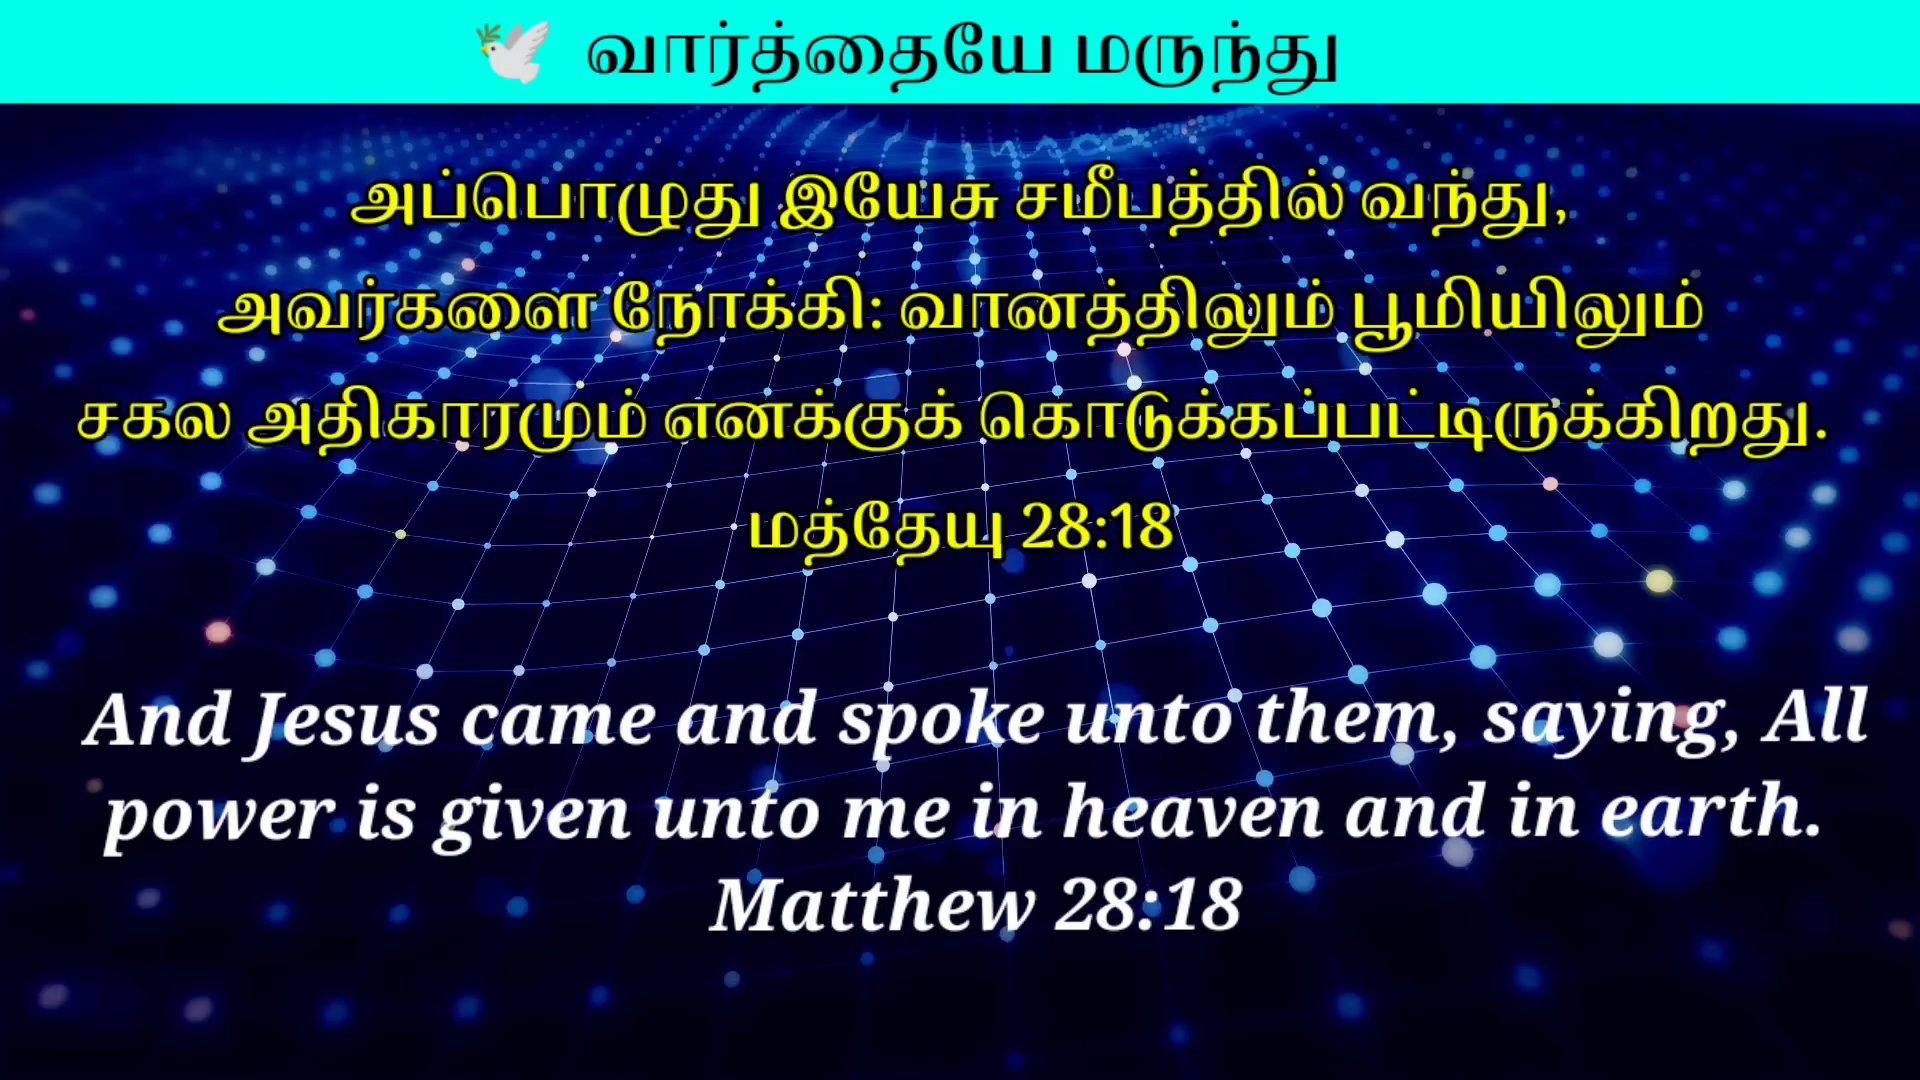 🕊️ வார்த்தையே மருந்து
அப்பொழுது இயேசு சமீபத்தில் வந்து,
அவர்களை நோக்கி: வானத்திலும் பூமியிலும்
சகல அதிகாரமும் எனக்குக் கொடுக்கப்பட்டிருக்கிறது.
மத்தேயு 28:18
And Jesus came and spoke unto them, saying, All
power is given unto me in heaven and in earth.
Matthew 28:18